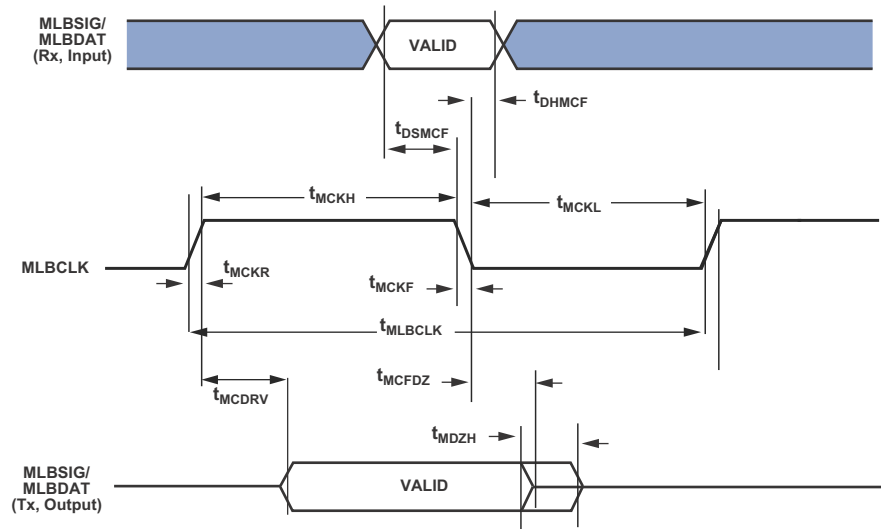 MLBSIG/
MLBDAT
(Rx, Input)
VALID
tDHMCF
tDSMCF
tMCKH
tMCKL
MLBCLK
tMCKR
tMCKF
tMLBCLK
tMCFDZ
tMCDRV
tMDZH
MLBSIG/
MLBDAT
(Tx, Output)
VALID